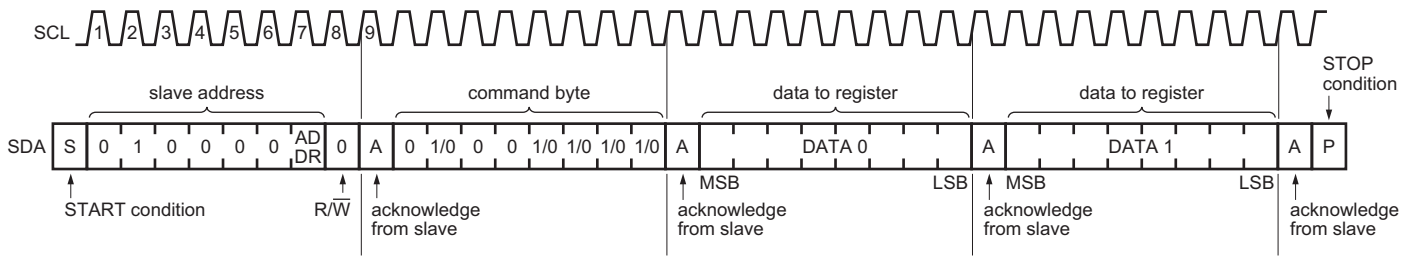 SCL 1 2 3 4 5 6 7 8 9
STOP
condition
slave address command byte data to register data to register
SDA S 0 1 0 0 0 0 AD DR 0 A 0 1/0 0 0 1/0 1/0 1/0 1/0 A DATA 0 A DATA 1 A P
MSB LSB MSB LSB
START condition R/W̅ acknowledge acknowledge acknowledge acknowledge
from slave from slave from slave from slave